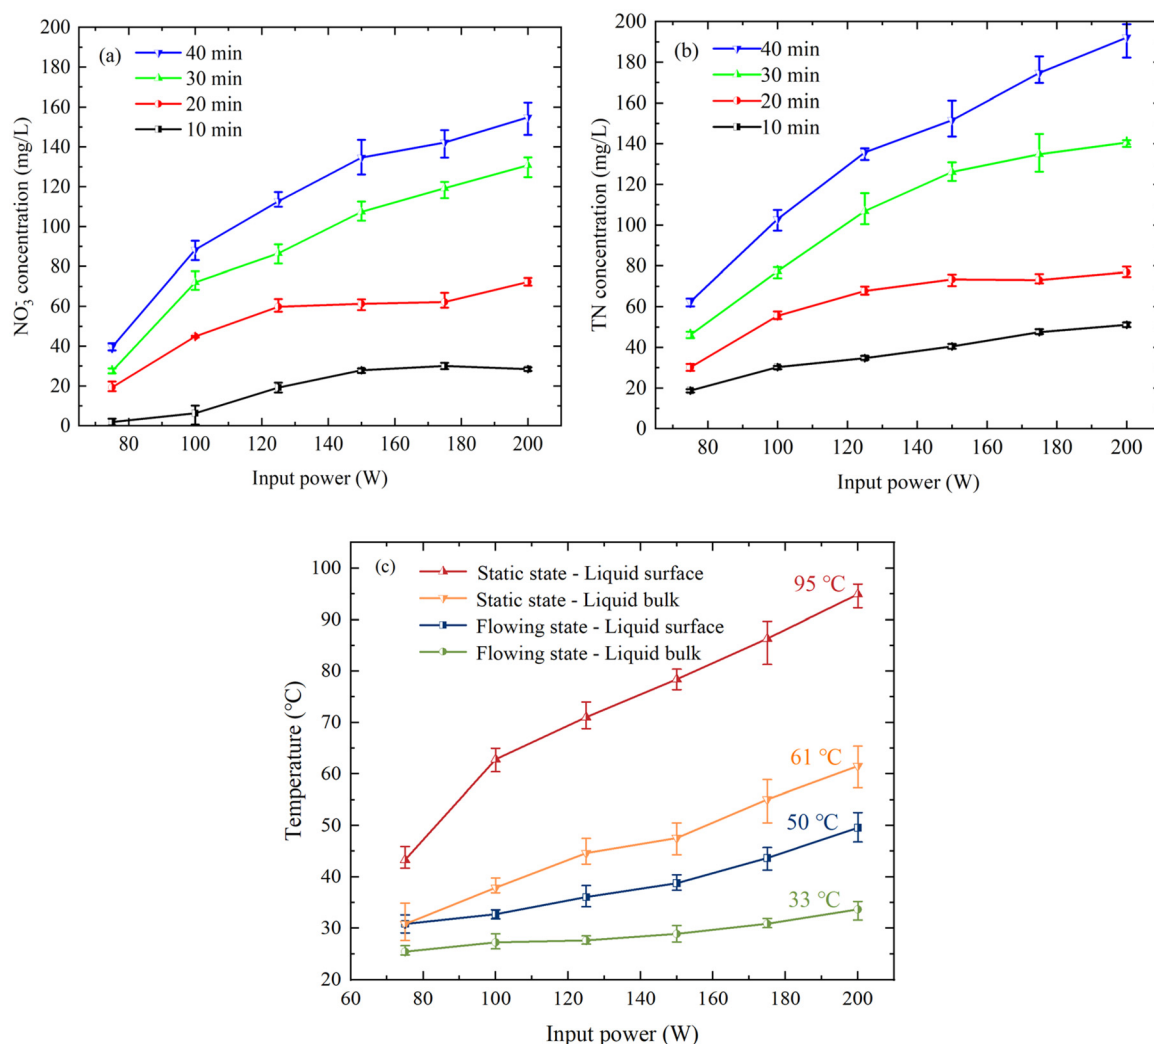 (a)
40 min
30 min
20 min
10 min
NO₃⁻ concentration (mg/L)
200
180
160
140
120
100
80
60
40
20
0
80 100 120 140 160 180 200
Input power (W)
(b)
40 min
30 min
20 min
10 min
TN concentration (mg/L)
200
180
160
140
120
100
80
60
40
20
0
80 100 120 140 160 180 200
Input power (W)
(c)
Static state - Liquid surface
Static state - Liquid bulk
Flowing state - Liquid surface
Flowing state - Liquid bulk
95 °C
61 °C
50 °C
33 °C
Temperature (°C)
100
90
80
70
60
50
40
30
20
60 80 100 120 140 160 180 200
Input power (W)